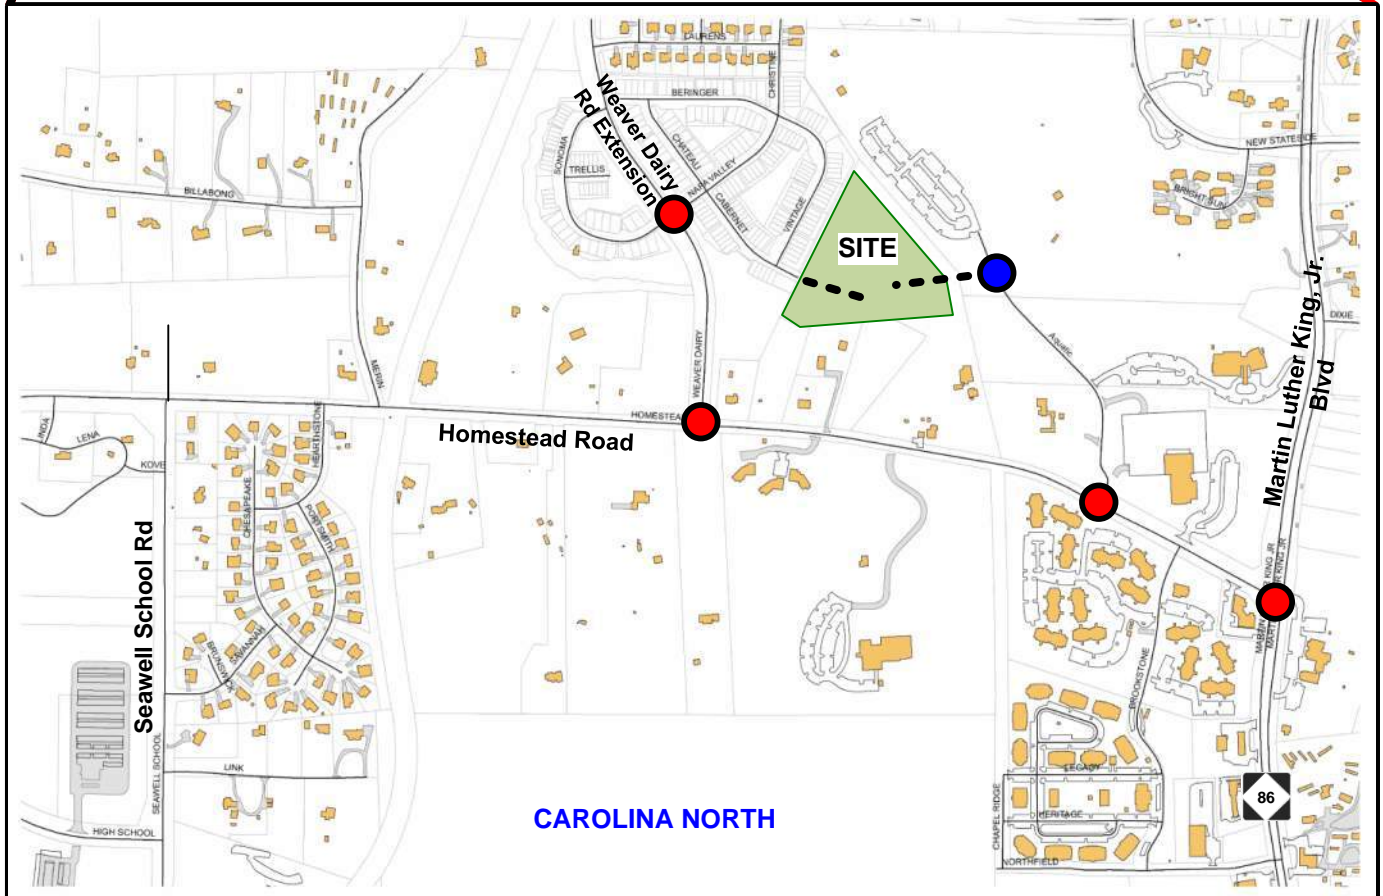 LAURENS
CHRISTINE
BERINGER
Weaver Dairy
Rd Extension
SONOMA
CHATEAU
TRELLIS
NAPA VALLEY
CABERNET
VINTAGE
NEW STATESIDE
BRIGHT SUN
BILLABONG
SITE
Martin Luther King, Jr.
Blvd
DIXIE
Aquatic
WEAVER DAIRY
MERIN
HOMESTEA
Homestead Road
HEARTHSTONE
LENA
KOVE
CHESAPEAKE
PORTSMITH
Seawell School Rd
SAVANNAH
BRUNSWICK
BROOKSTONE
SEAWELL SCHOOL
LINK
HIGH SCHOOL
CAROLINA NORTH
LEGACY
HERITAGE
CHAPEL RIDGE
NORTHFIELD
86